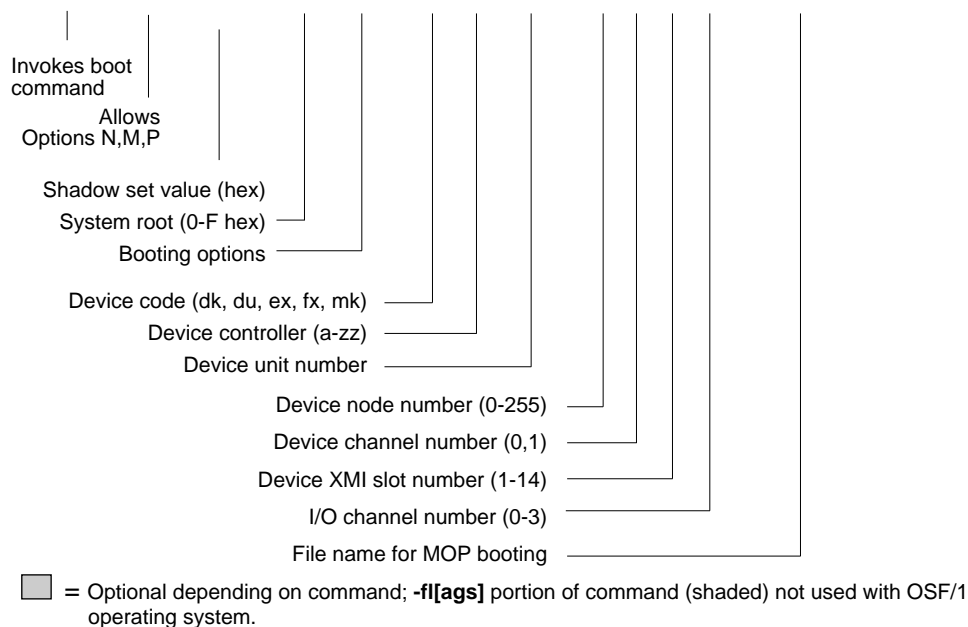 Invokes boot
command
Allows
Options N,M,P
Shadow set value (hex)
System root (0-F hex)
Booting options
Device code (dk, du, ex, fx, mk)
Device controller (a-zz)
Device unit number
Device node number (0-255)
Device channel number (0,1)
Device XMI slot number (1-14)
I/O channel number (0-3)
File name for MOP booting
= Optional depending on command; -fl[ags] portion of command (shaded) not used with OSF/1
operating system.